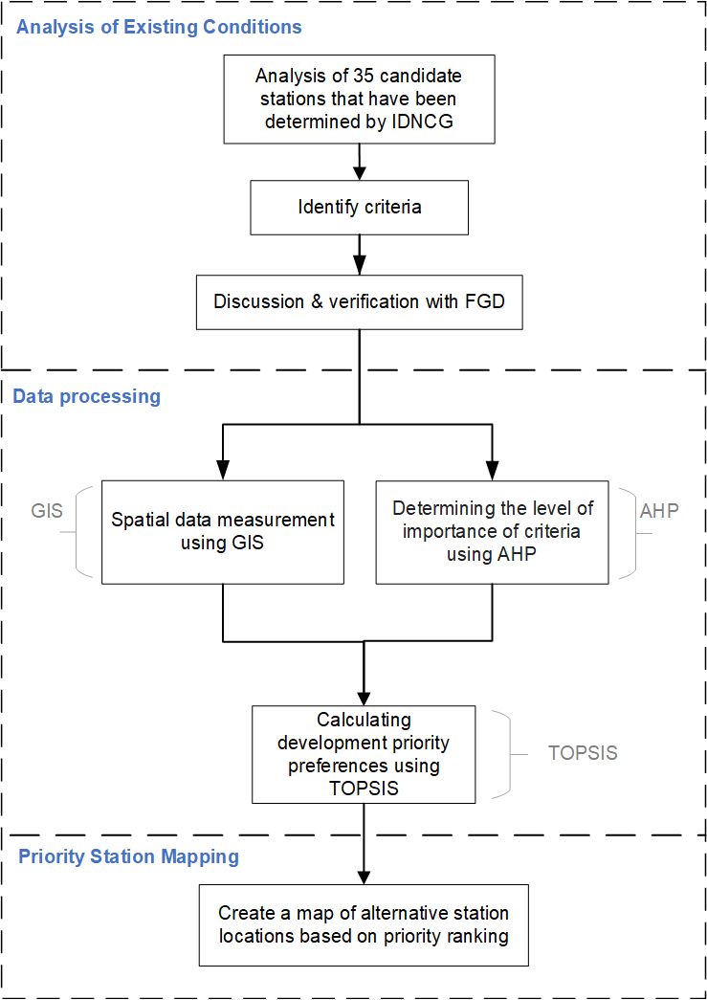 Analysis of Existing Conditions
Analysis of 35 candidate
stations that have been
determined by IDNCG
Identify criteria
Discussion & verification with FGD
Data processing
GIS
Spatial data measurement
using GIS
Determining the level of
importance of criteria
using AHP
AHP
Calculating
development priority
preferences using
TOPSIS
TOPSIS
Priority Station Mapping
Create a map of alternative station
locations based on priority ranking